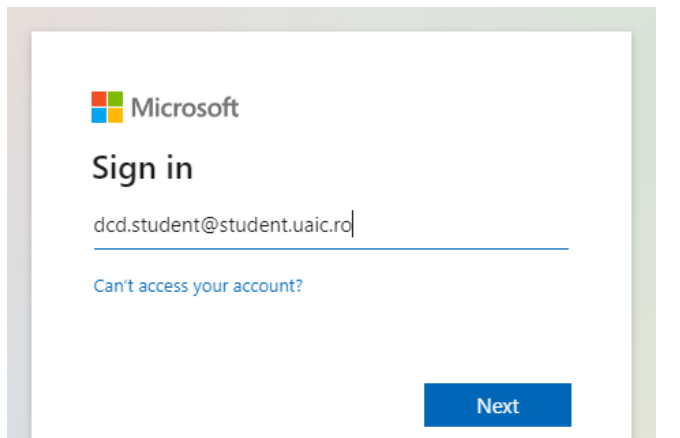 Microsoft
Sign in
dcd.student@student.uaic.ro
Can't access your account?
Next